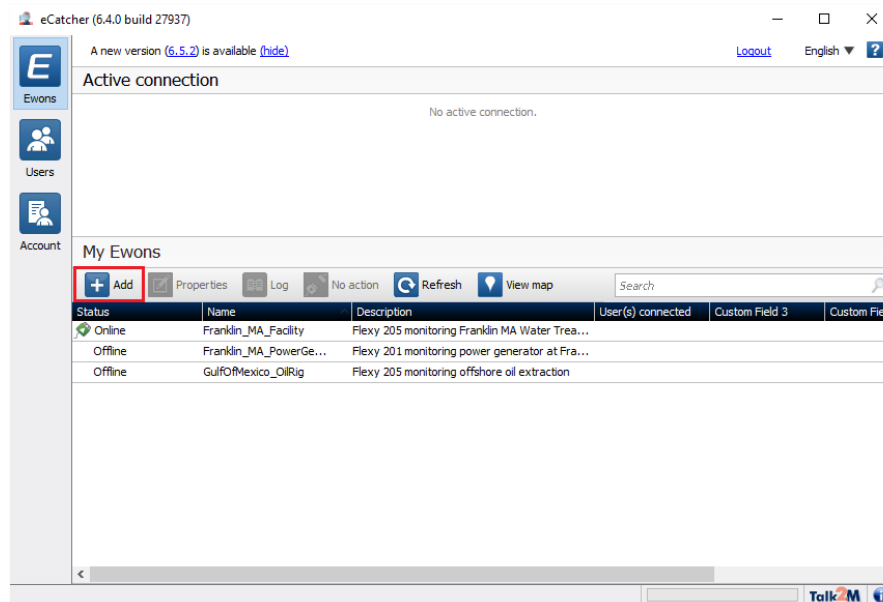 eCatcher (6.4.0 build 27937)
A new version (6.5.2) is available (hide)
Logout
English
?
E
Ewons
Users
Account
Active connection
No active connection.
My Ewons
Add
Properties
Log
No action
Refresh
View map
Search
Status Name Description User(s) connected Custom Field 3 Custom Fie
Online Franklin_MA_Facility Flexy 205 monitoring Franklin MA Water Trea...
Offline Franklin_MA_PowerGe... Flexy 201 monitoring power generator at Fra...
Offline GulfOfMexico_OilRig Flexy 205 monitoring offshore oil extraction
Talk2M